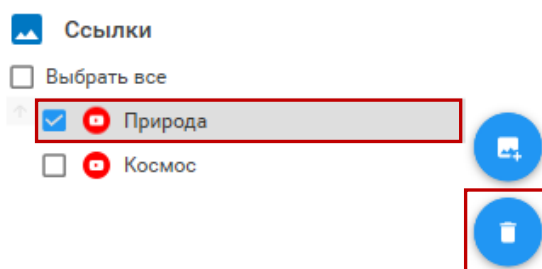 Ссылки
Выбрать все
Природа
Космос